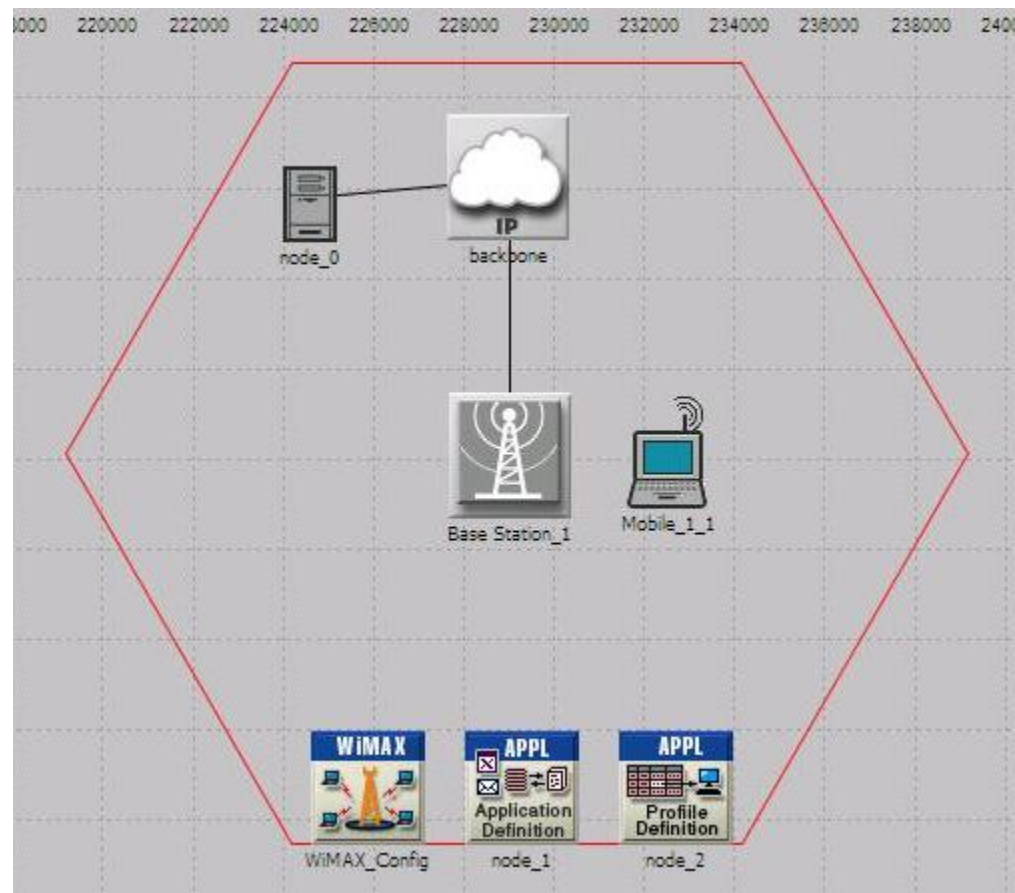 220000 222000 224000 226000 228000 230000 232000 234000 236000 238000
IP
node_0
backbone
Base Station_1
Mobile_1_1
WiMAX
APPL
APPL
Application
Definition
Profiile
Definition
WiMAX_Config
node_1
node_2